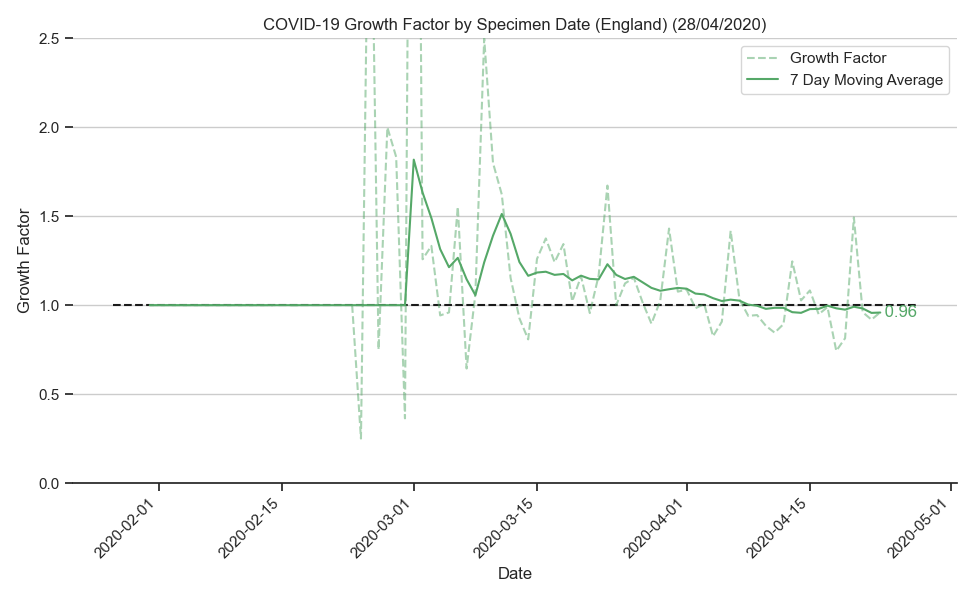 COVID-19 Growth Factor by Specimen Date (England) (28/04/2020)
Growth Factor
7 Day Moving Average
2.5
2.0
1.5
1.0
0.5
0.0
Growth Factor
0.96
2020-02-01
2020-02-15
2020-03-01
2020-03-15
2020-04-01
2020-04-15
2020-05-01
Date